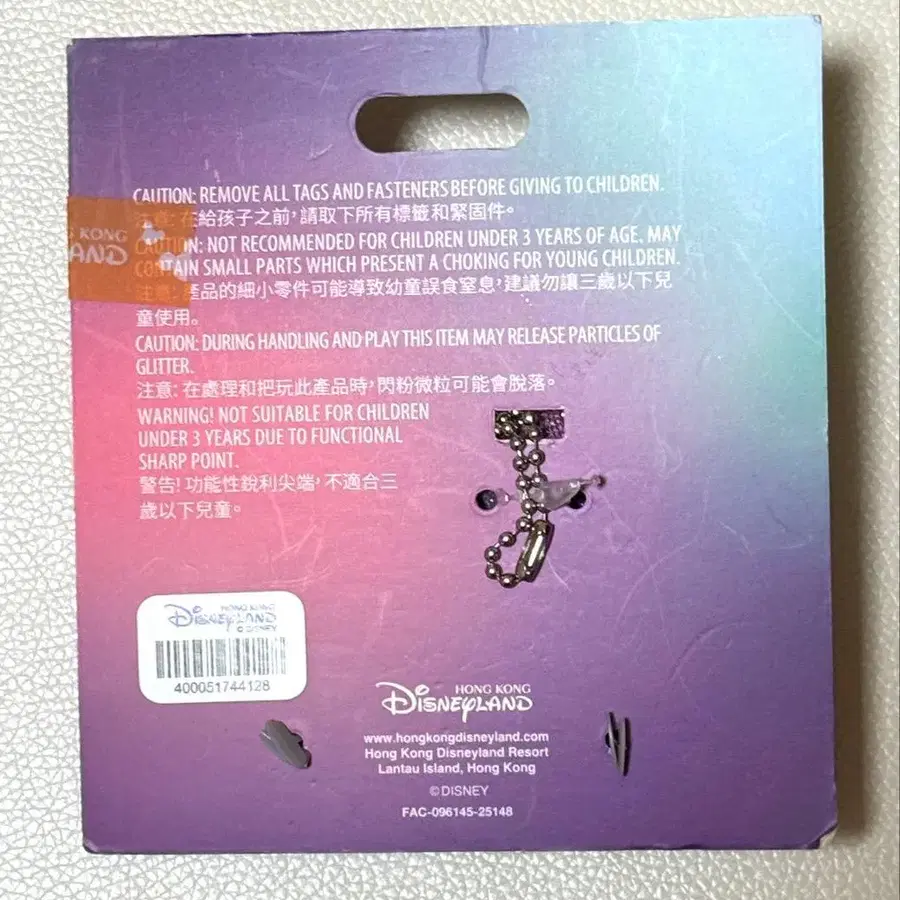 CAUTION: REMOVE ALL TAGS AND FASTENERS BEFORE GIVING TO CHILDREN.
注意: 在給孩子之前，請取下所有標籤和緊固件。
G KONG
LAND
CAUTION: NOT RECOMMENDED FOR CHILDREN UNDER 3 YEARS OF AGE. MAY
CONTAIN SMALL PARTS WHICH PRESENT A CHOKING FOR YOUNG CHILDREN.
注意: 產品的細小零件可能導致幼童誤食窒息，建議勿讓三歲以下兒
童使用。
CAUTION: DURING HANDLING AND PLAY THIS ITEM MAY RELEASE PARTICLES OF
GLITTER.
注意: 在處理和把玩此產品時，閃粉微粒可能會脫落。
WARNING! NOT SUITABLE FOR CHILDREN
UNDER 3 YEARS DUE TO FUNCTIONAL
SHARP POINT.
警告! 功能性銳利尖端，不適合三
歲以下兒童。
HONG KONG
DISNEYLAND
© DISNEY
400051744128
HONG KONG
DISNEYLAND
www.hongkongdisneyland.com
Hong Kong Disneyland Resort
Lantau Island, Hong Kong
©DISNEY
FAC-096145-25148